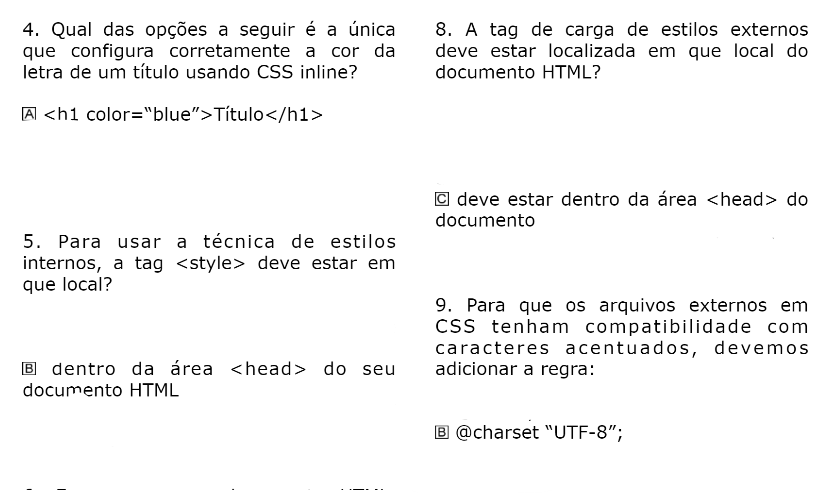 4. Qual das opções a seguir é a única
que configura corretamente a cor da
letra de um título usando CSS inline?
A <h1 color=“blue”>Título</h1>
5. Para usar a técnica de estilos
internos, a tag <style> deve estar em
que local?
B dentro da área <head> do seu
documento HTML
8. A tag de carga de estilos externos
deve estar localizada em que local do
documento HTML?
C deve estar dentro da área <head> do
documento
9. Para que os arquivos externos em
CSS tenham compatibilidade com
caracteres acentuados, devemos
adicionar a regra:
B @charset “UTF-8”;